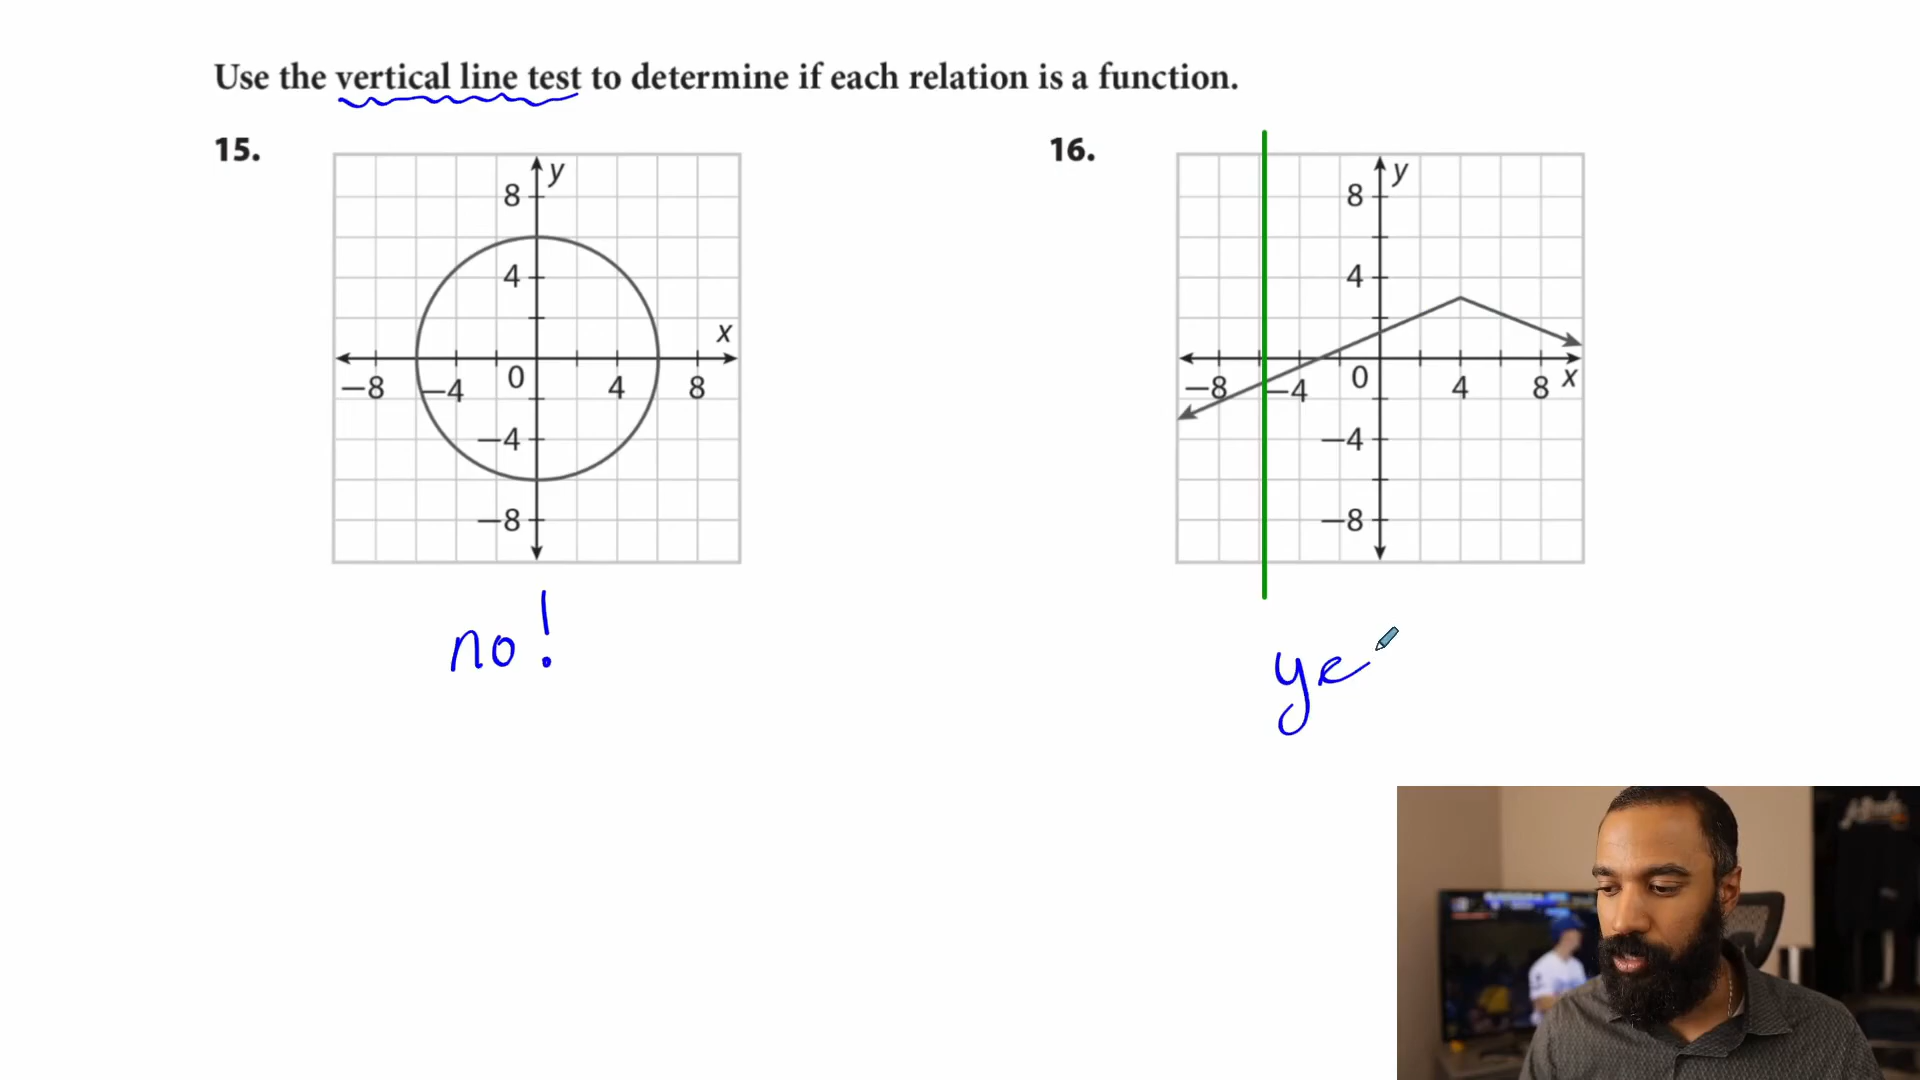 Use the vertical line test to determine if each relation is a function.
15.
16.
y
8
4
x
−8
−4
0
4
8
−4
−8
y
8
4
−8
−4
0
4
8
x
−4
−8
no!
ye